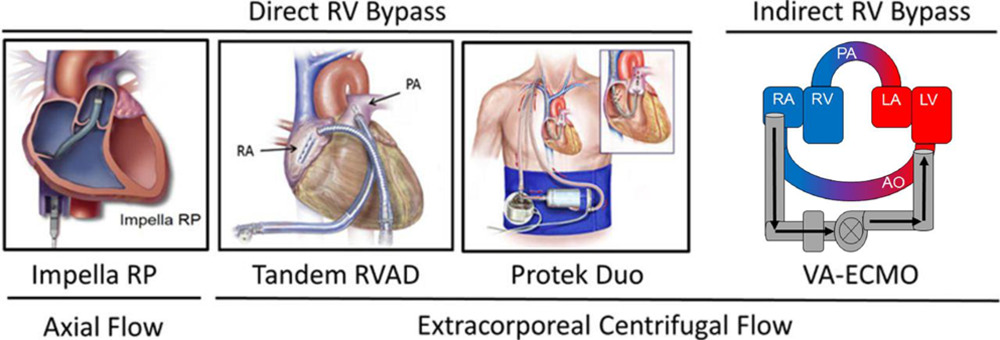 Direct RV Bypass
Indirect RV Bypass
Impella RP
PA
RA
PA
RA
RV
LA
LV
AO
Impella RP
Tandem RVAD
Protek Duo
VA-ECMO
Axial Flow
Extracorporeal Centrifugal Flow